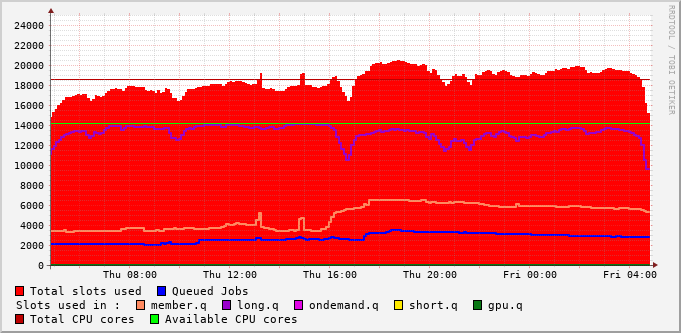 24000
22000
20000
18000
16000
14000
12000
10000
8000
6000
4000
2000
0
Thu 08:00 Thu 12:00 Thu 16:00 Thu 20:00 Fri 00:00 Fri 04:00
Total slots used Queued Jobs
Slots used in : member.q long.q ondemand.q short.q gpu.q
Total CPU cores Available CPU cores
RRDTOOL / TOBI OETIKER